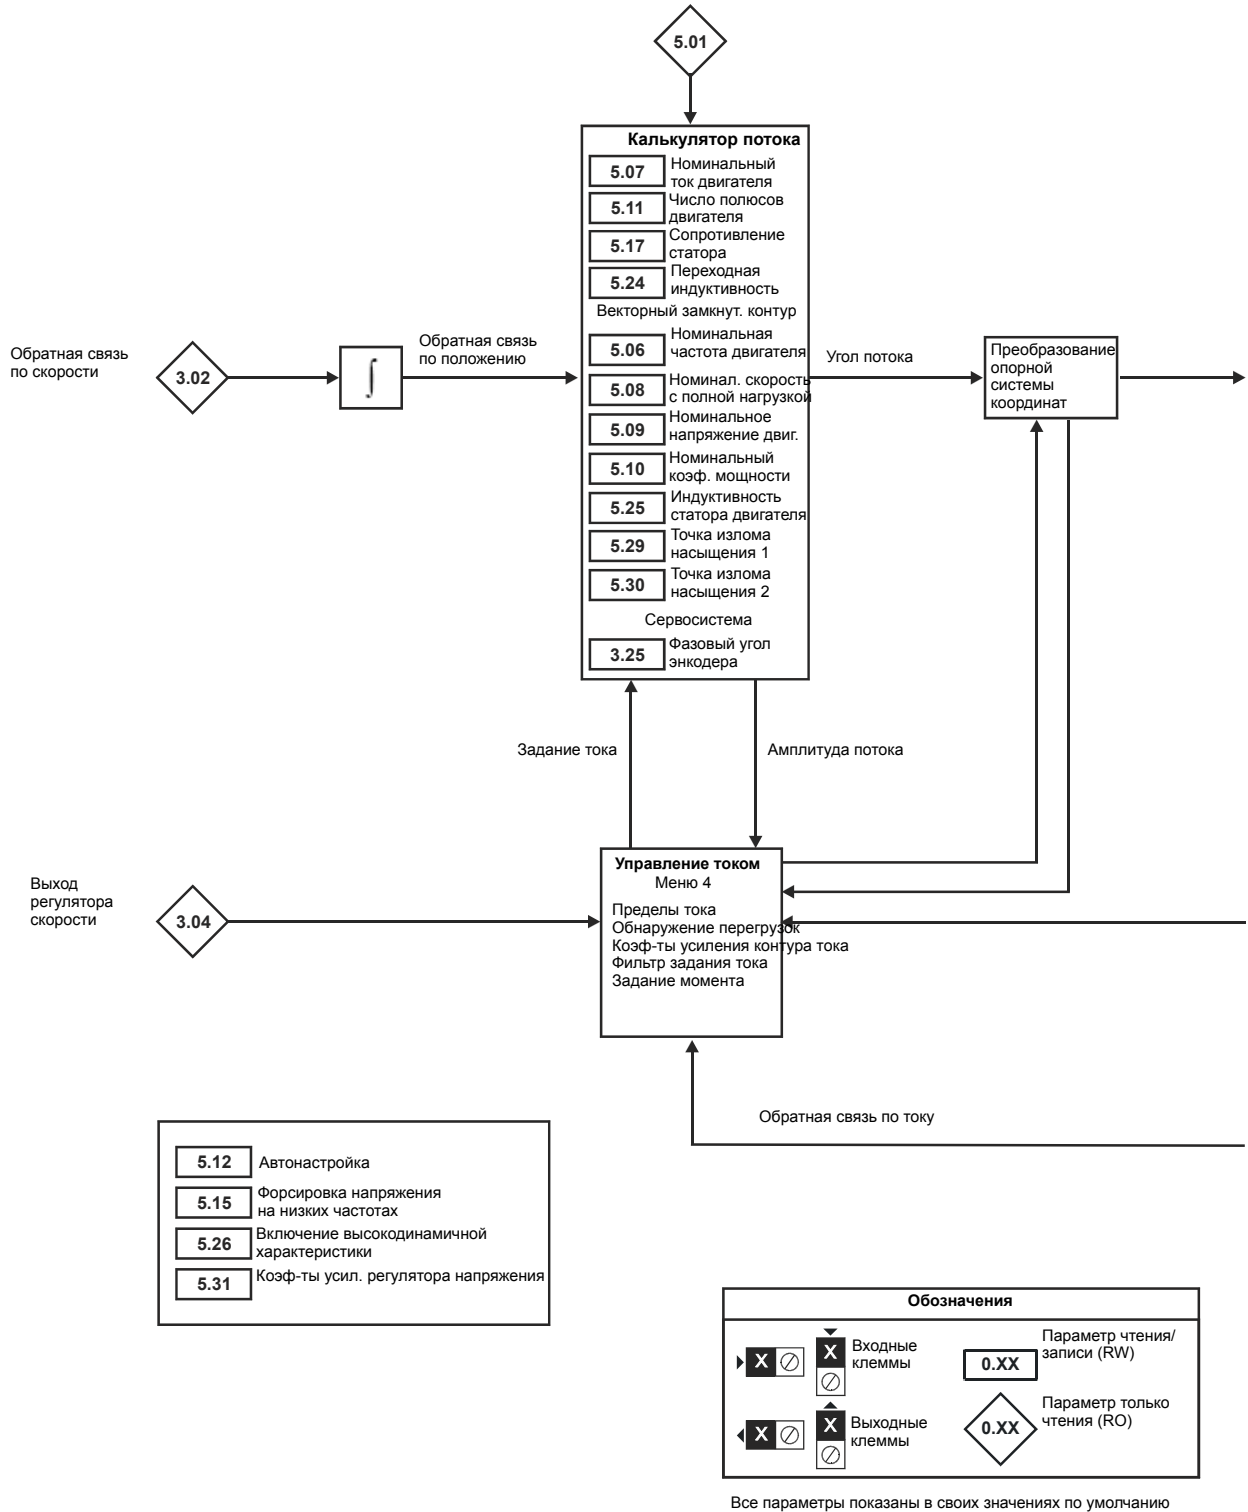 5.01
Калькулятор потока
5.07
Номинальный
ток двигателя
5.11
Число полюсов
двигателя
5.17
Сопротивление
статора
5.24
Переходная
индуктивность
Векторный замкнут. контур
5.06
Номинальная
частота двигателя
5.08
Номинал. скорость
с полной нагрузкой
5.09
Номинальное
напряжение двиг.
5.10
Номинальный
коэф. мощности
5.25
Индуктивность
статора двигателя
5.29
Точка излома
насыщения 1
5.30
Точка излома
насыщения 2
Сервосистема
3.25
Фазовый угол
энкодера
Обратная связь
по скорости
3.02
∫
Обратная связь
по положению
Угол потока
Преобразование
опорной
системы
координат
Задание тока
Амплитуда потока
Выход
регулятора
скорости
3.04
Управление током
Меню 4
Пределы тока
Обнаружение перегрузок
Коэф-ты усиления контура тока
Фильтр задания тока
Задание момента
Обратная связь по току
5.12
Автонастройка
5.15
Форсировка напряжения
на низких частотах
5.26
Включение высокодинамичной
характеристики
5.31
Коэф-ты усил. регулятора напряжения
Обозначения
X
X
Входные
клеммы
0.XX
Параметр чтения/
записи (RW)
X
X
Выходные
клеммы
0.XX
Параметр только
чтения (RO)
Все параметры показаны в своих значениях по умолчанию